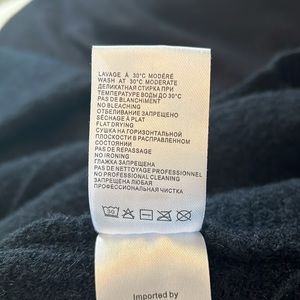 LAVAGE À 30°C MODÉRÉ
WASH AT 30°C MODERATE
ДЕЛИКАТНАЯ СТИРКА ПРИ
ТЕМПЕРАТУРЕ ВОДЫ ДО 30°C
PAS DE BLANCHIMENT
NO BLEACHING
ОТБЕЛИВАНИЕ ЗАПРЕЩЕНО
SÉCHAGE À PLAT
FLAT DRYING
СУШКА НА ГОРИЗОНТАЛЬНОЙ
ПЛОСКОСТИ В РАСПРАВЛЕННОМ
СОСТОЯНИИ
PAS DE REPASSAGE
NO IRONING
ГЛАЖКА ЗАПРЕЩЕНА
PAS DE NETTOYAGE PROFESSIONNEL
NO PROFESSIONAL CLEANING
ЗАПРЕЩЕНА ЛЮБАЯ
ПРОФЕССИОНАЛЬНАЯ ЧИСТКА
30
Imported by